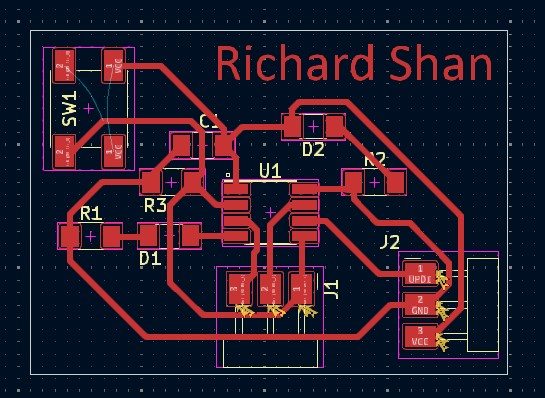 Richard Shan
2
1
VCC
SW1
2
1
VCC
C1
D2
R2
U1
R3
R1
D1
J2
J1
3
2
1
1
UPDI
2
GND
3
VCC